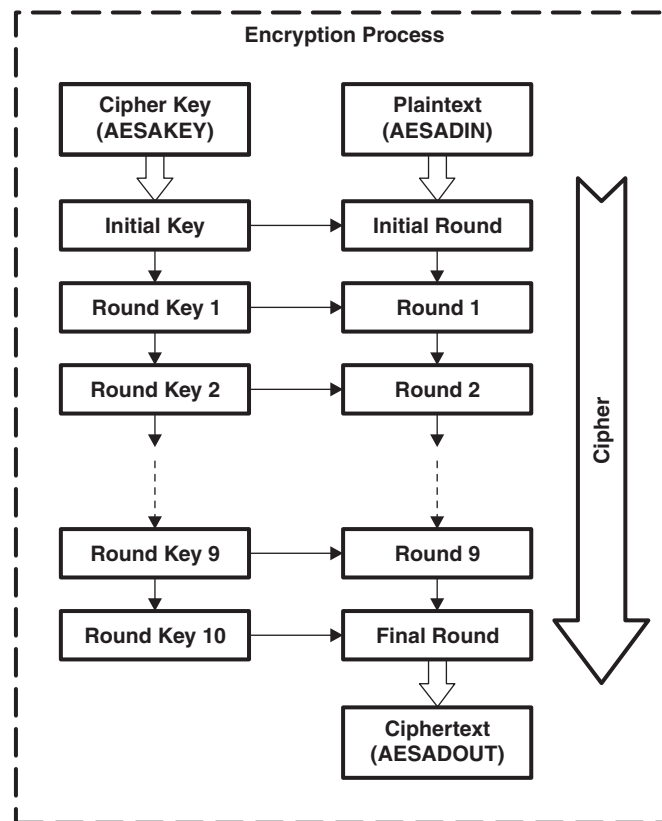 Encryption Process
Cipher Key
(AESAKEY)
Plaintext
(AESADIN)
Initial Key
Initial Round
Round Key 1
Round 1
Round Key 2
Round 2
Cipher
Round Key 9
Round 9
Round Key 10
Final Round
Ciphertext
(AESADOUT)